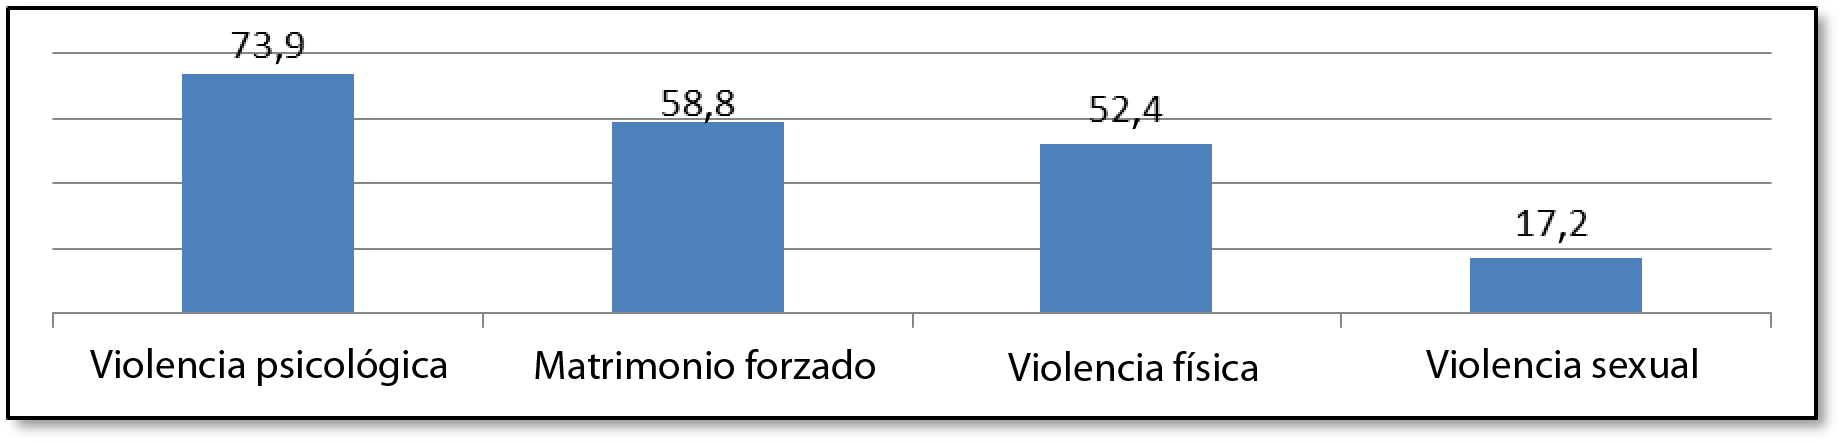 73,9
58,8
52,4
17,2
Violencia psicológica
Matrimonio forzado
Violencia física
Violencia sexual